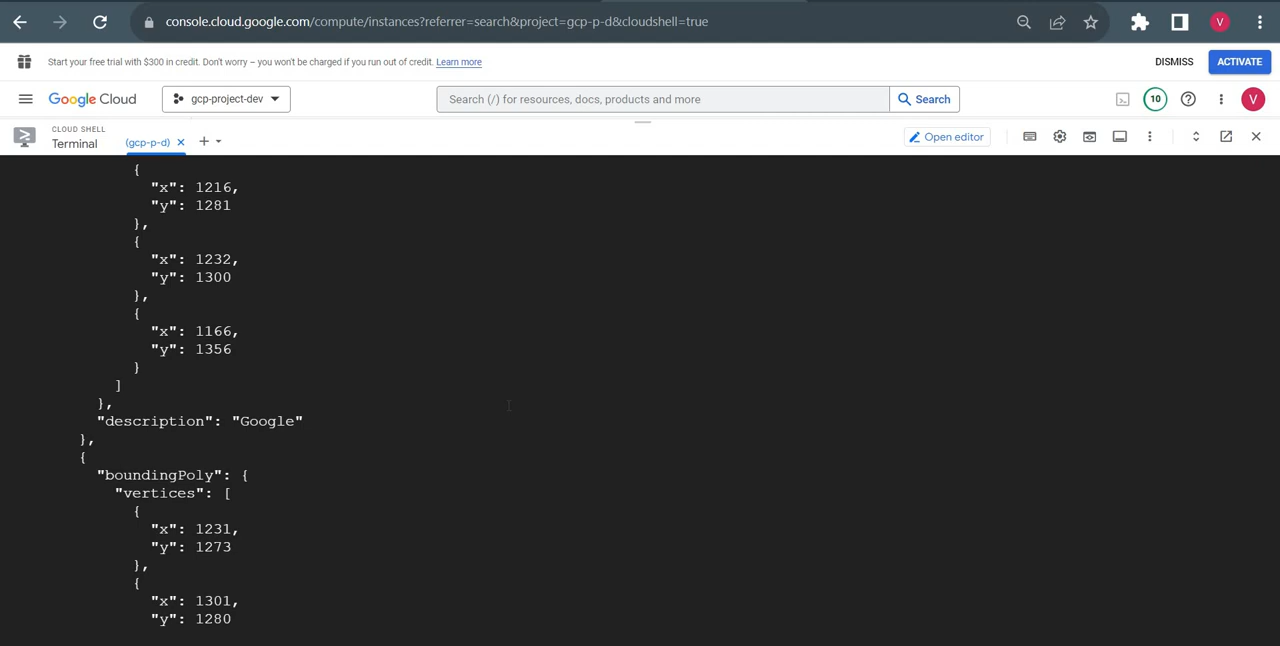 console.cloud.google.com/compute/instances?referrer=search&project=gcp-p-d&cloudshell=true
V
Start your free trial with $300 in credit. Don't worry – you won't be charged if you run out of credit. Learn more
DISMISS
ACTIVATE
Google Cloud
gcp-project-dev
Search (/) for resources, docs, products and more
Search
10
V
CLOUD SHELL
Terminal
(gcp-p-d)
Open editor
{
"x": 1216,
"y": 1281
},
{
"x": 1232,
"y": 1300
},
{
"x": 1166,
"y": 1356
}
]
},
"description": "Google"
},
{
"boundingPoly": {
"vertices": [
{
"x": 1231,
"y": 1273
},
{
"x": 1301,
"y": 1280